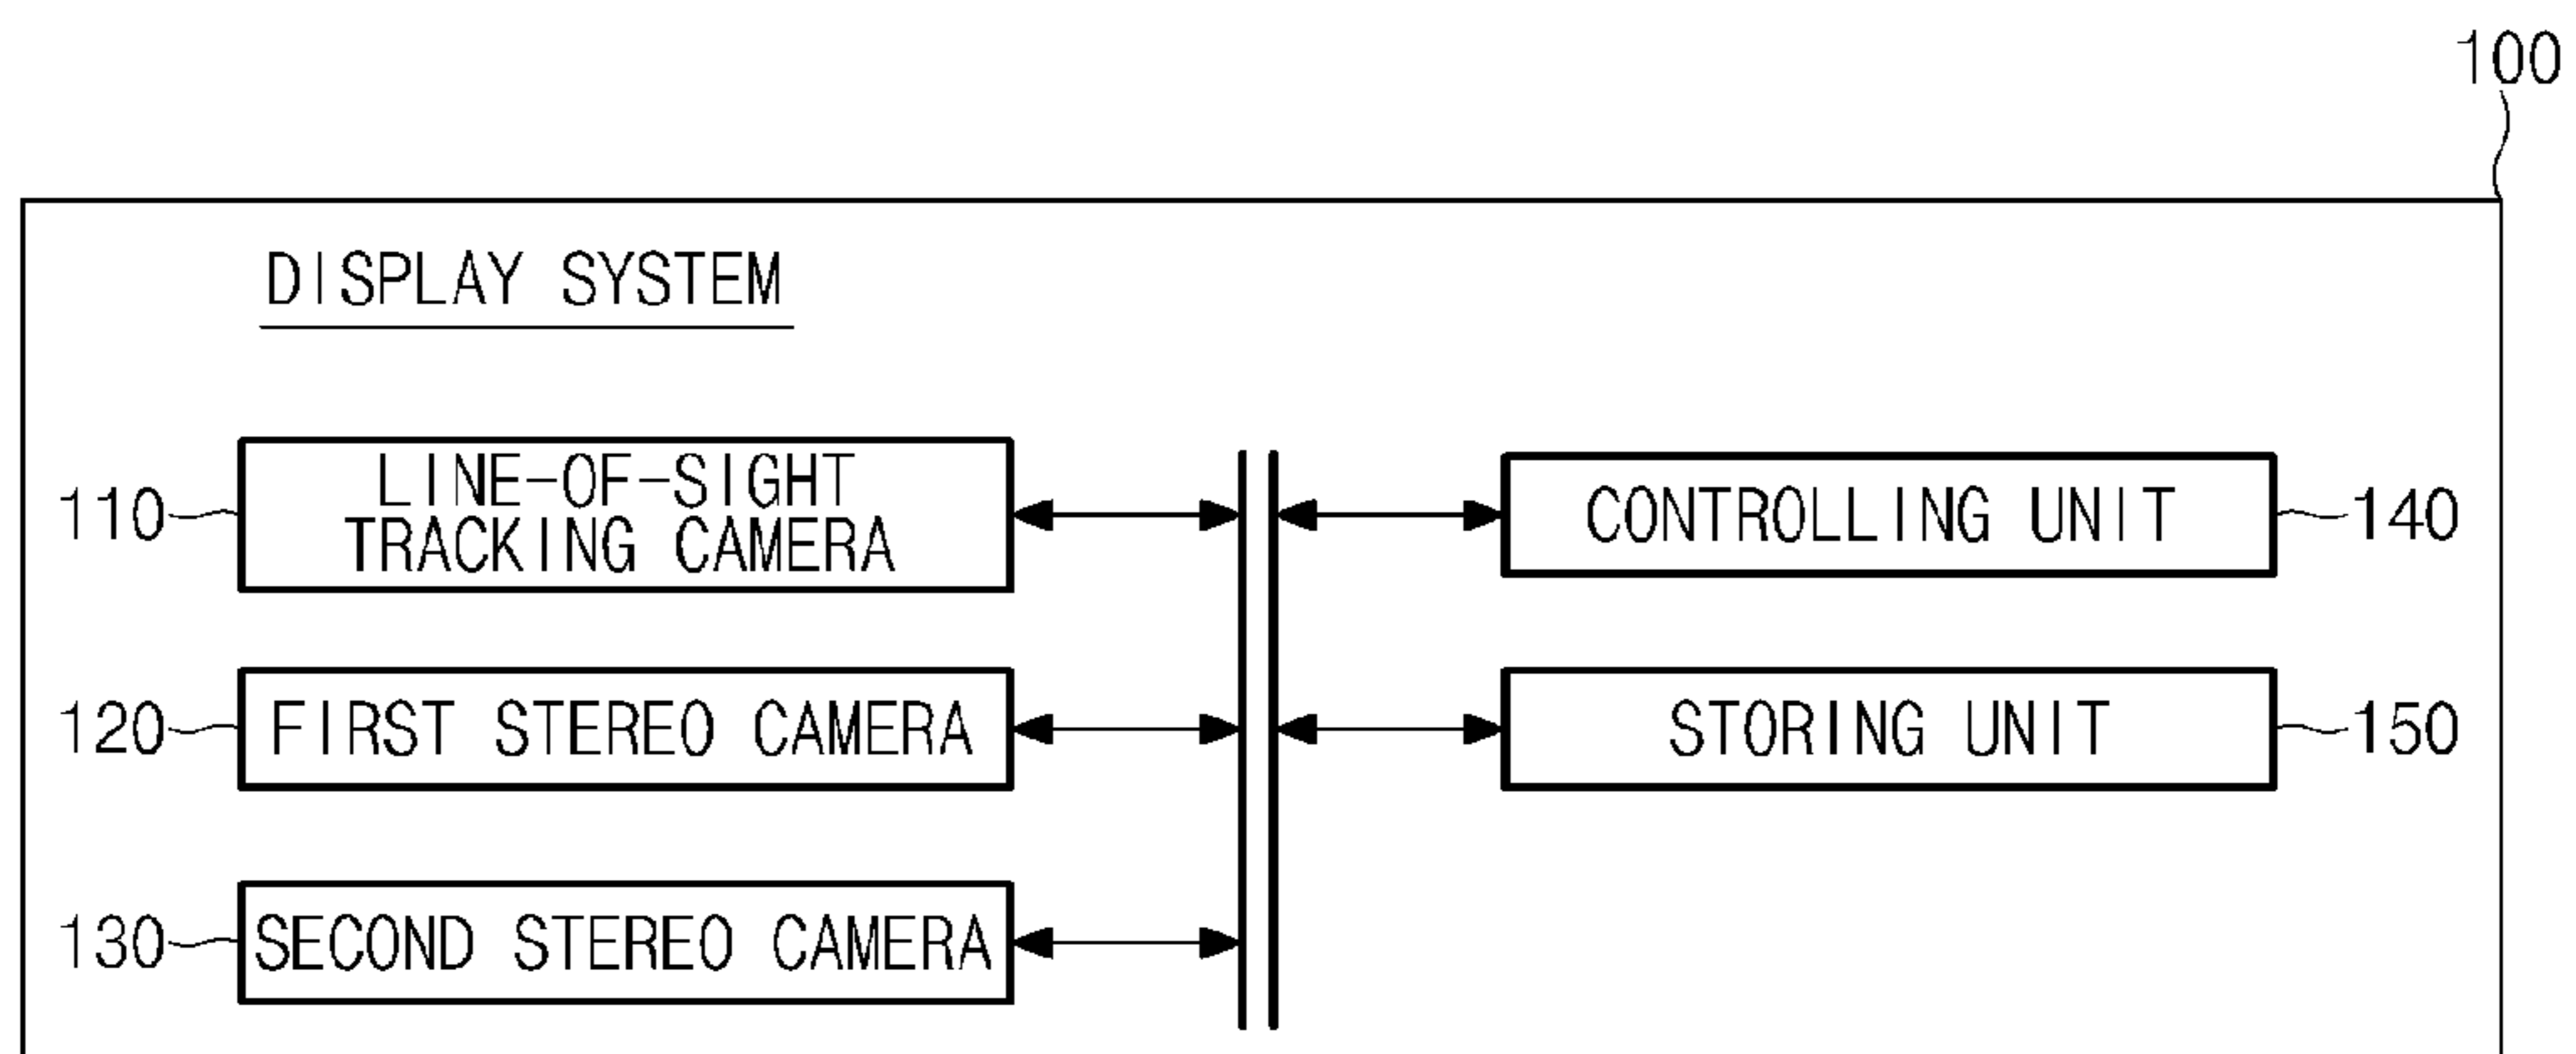 100
DISPLAY SYSTEM
110
LINE-OF-SIGHT
TRACKING CAMERA
CONTROLLING UNIT
140
120
FIRST STEREO CAMERA
STORING UNIT
150
130
SECOND STEREO CAMERA